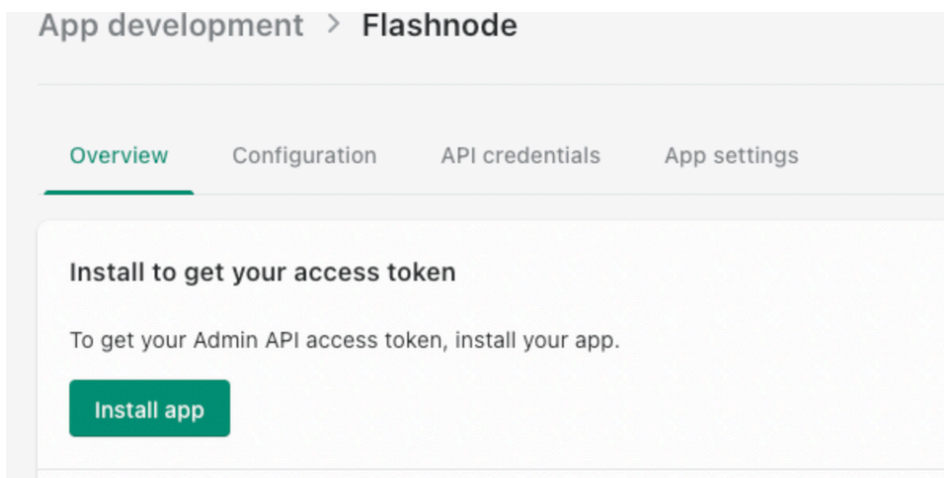 App development > Flashnode
Overview Configuration API credentials App settings
Install to get your access token
To get your Admin API access token, install your app.
Install app